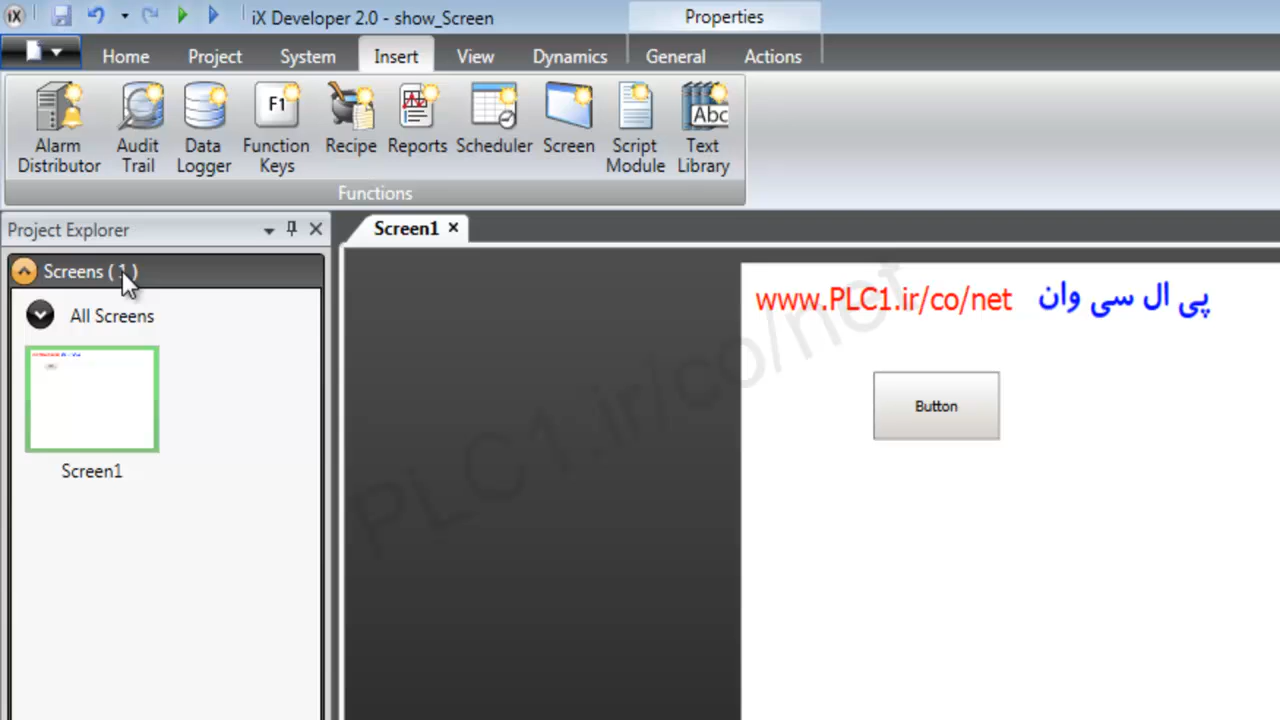 iX
iX Developer 2.0 - show_Screen
Properties
Home Project System Insert View Dynamics General Actions
F1
Abc
Alarm Distributor
Audit Trail
Data Logger
Function Keys
Recipe
Reports
Scheduler
Screen
Script Module
Text Library
Functions
Project Explorer
Screen1
Screens ( 1 )
All Screens
Screen1
www.PLC1.ir/co/net پی ال سی وان
Button
PLC1.ir/co/net